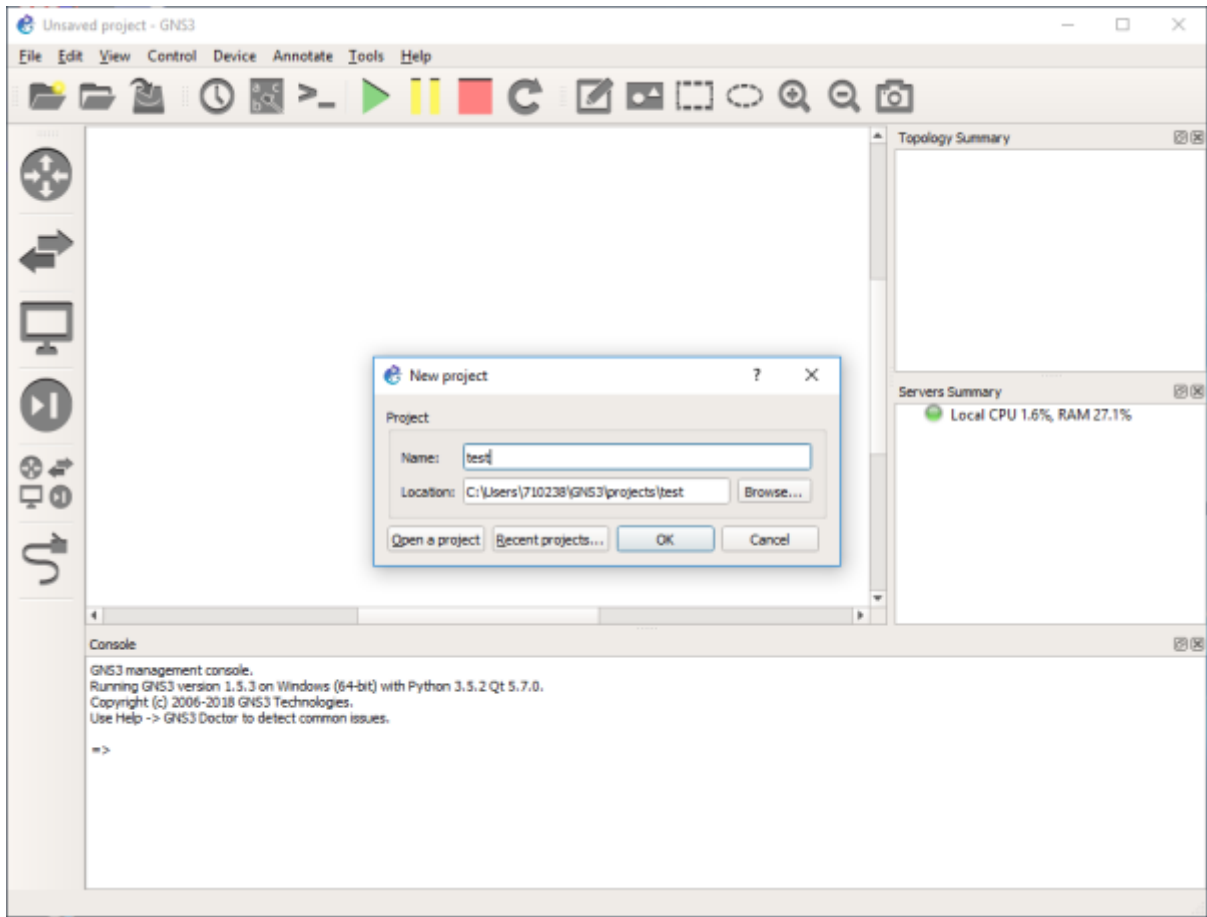 Unsaved project - GNS3
File Edit View Control Device Annotate Tools Help
Topology Summary
Servers Summary
Local CPU 1.6%, RAM 27.1%
New project
Project
Name: test
Location: C:\Users\710238\GNS3\projects\test Browse...
Open a project Recent projects... OK Cancel
Console
GNS3 management console.
Running GNS3 version 1.5.3 on Windows (64-bit) with Python 3.5.2 Qt 5.7.0.
Copyright (c) 2006-2018 GNS3 Technologies.
Use Help -> GNS3 Doctor to detect common issues.
=>